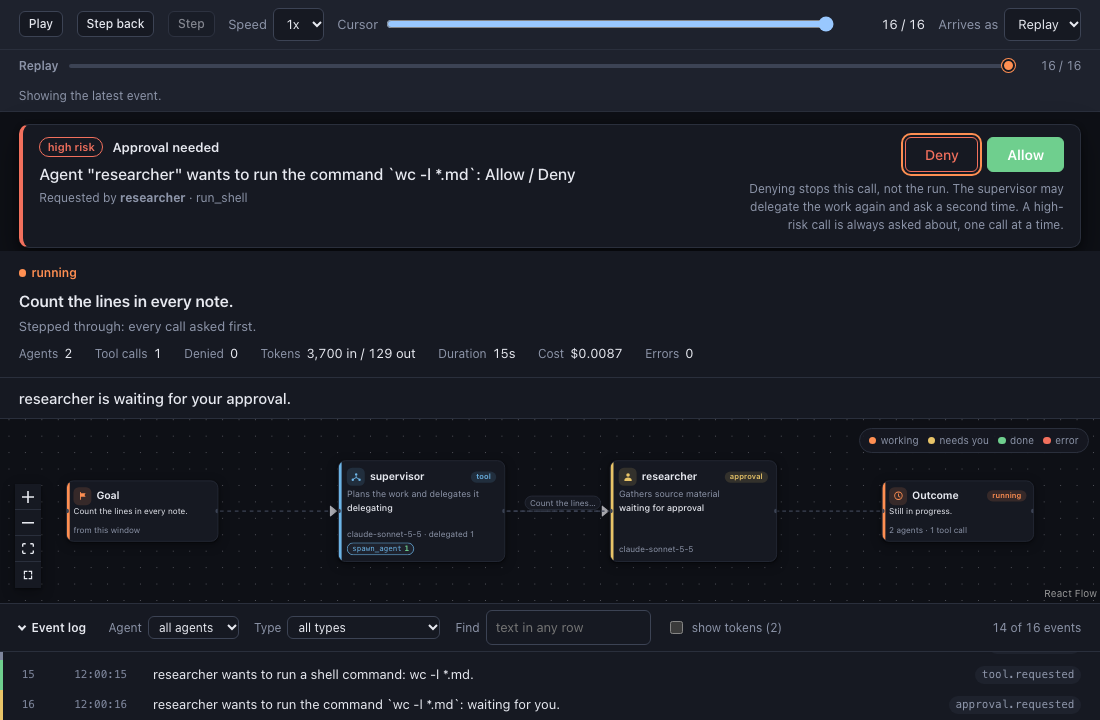 Play Step back Step Speed 1x Cursor 16 / 16 Arrives as Replay
Replay 16 / 16
Showing the latest event.
high risk Approval needed
Agent "researcher" wants to run the command `wc -l *.md`: Allow / Deny
Requested by researcher · run_shell
Deny Allow
Denying stops this call, not the run. The supervisor may
delegate the work again and ask a second time. A high-
risk call is always asked about, one call at a time.
running
Count the lines in every note.
Stepped through: every call asked first.
Agents 2 Tool calls 1 Denied 0 Tokens 3,700 in / 129 out Duration 15s Cost $0.0087 Errors 0
researcher is waiting for your approval.
working needs you done error
Goal
Count the lines in every note.
from this window
supervisor tool
Plans the work and delegates it
delegating
claude-sonnet-5-5 · delegated 1
spawn_agent 1
Count the lines...
researcher approval
Gathers source material
waiting for approval
claude-sonnet-5-5
Outcome running
Still in progress.
2 agents · 1 tool call
React Flow
Event log Agent all agents Type all types Find text in any row show tokens (2) 14 of 16 events
15 12:00:15 researcher wants to run a shell command: wc -l *.md. tool.requested
16 12:00:16 researcher wants to run the command `wc -l *.md`: waiting for you. approval.requested